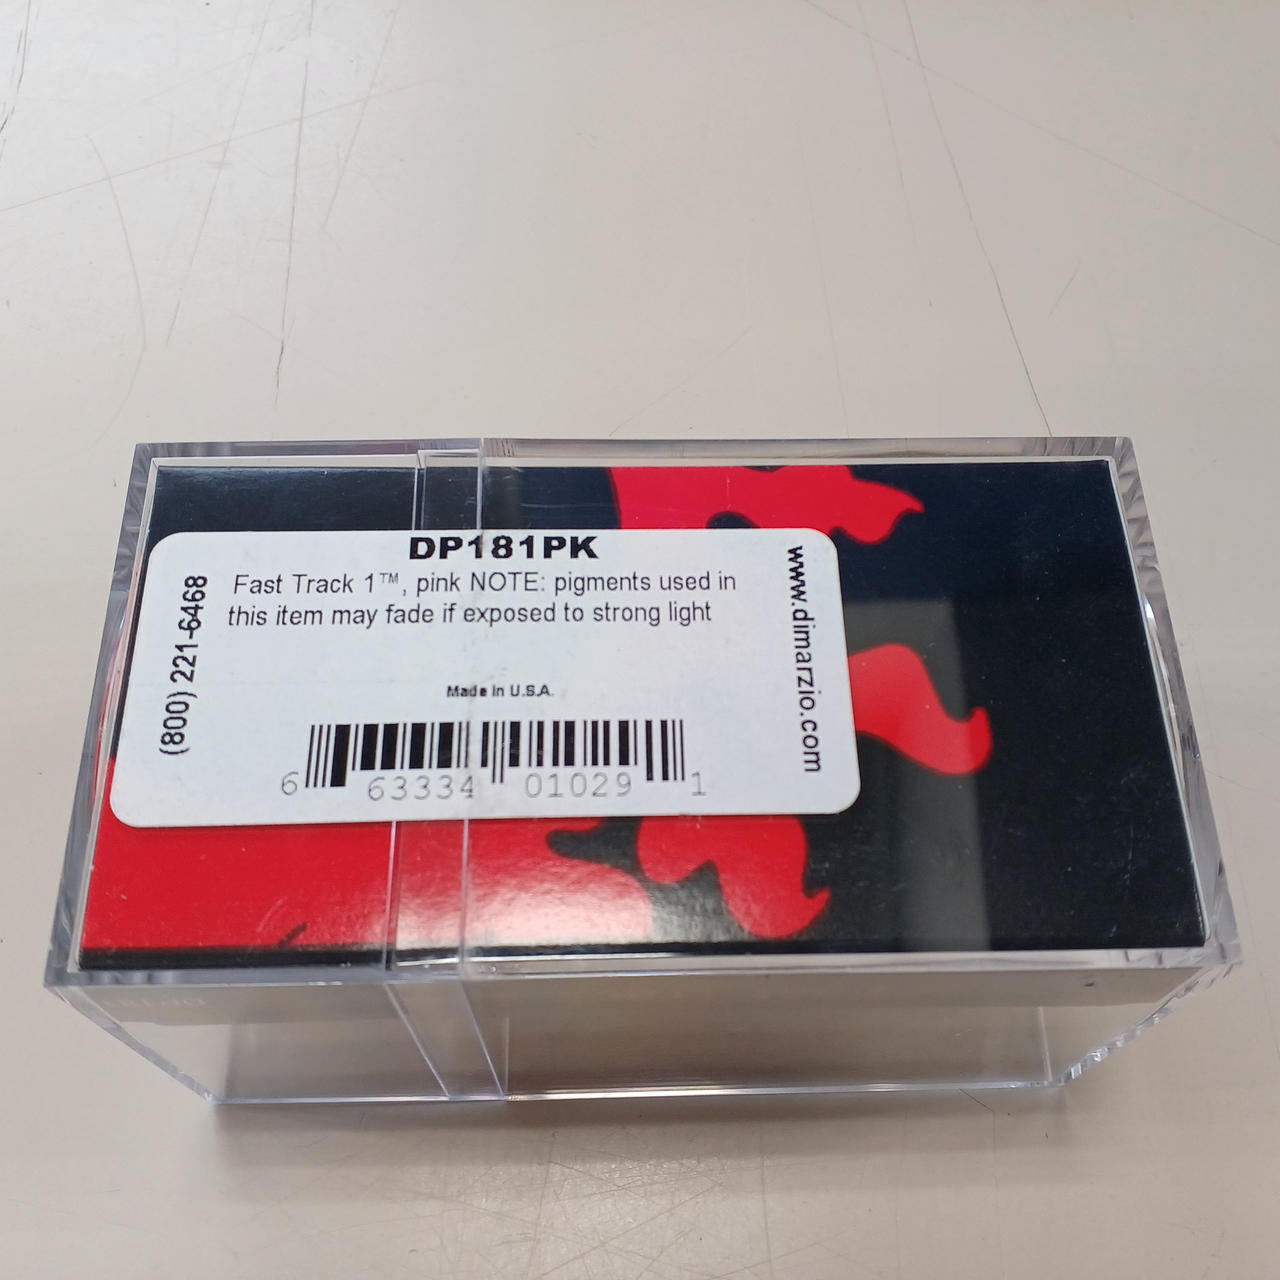 DP181PK
Fast Track 1™, pink NOTE: pigments used in
this item may fade if exposed to strong light
Made in U.S.A.
6 63334 01029 1
(800) 221-6468
www.dimarzio.com